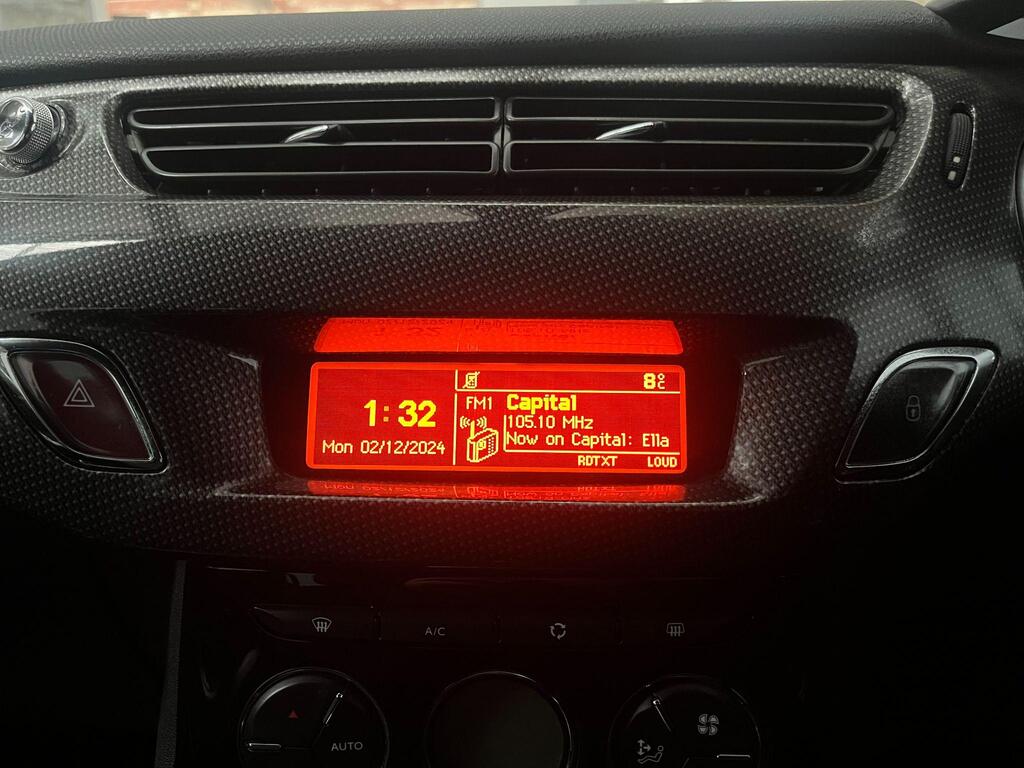 8°C
1:32
Mon 02/12/2024
FM1 Capital
105.10 MHz
Now on Capital: Ella
RDTXT LOUD
A/C
AUTO